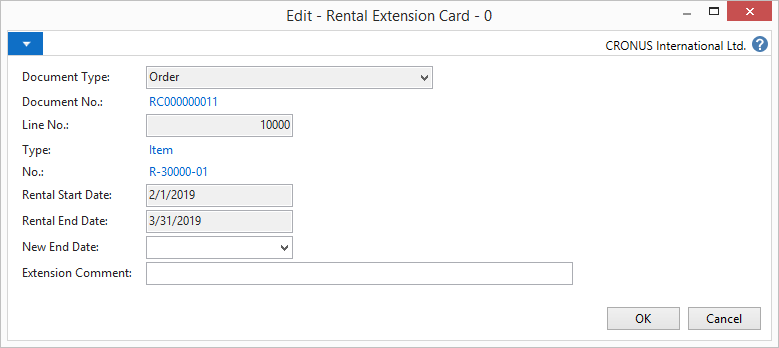 Edit - Rental Extension Card - 0
CRONUS International Ltd. ?
Document Type: Order
Document No.: RC000000011
Line No.: 10000
Type: Item
No.: R-30000-01
Rental Start Date: 2/1/2019
Rental End Date: 3/31/2019
New End Date:
Extension Comment:
OK Cancel